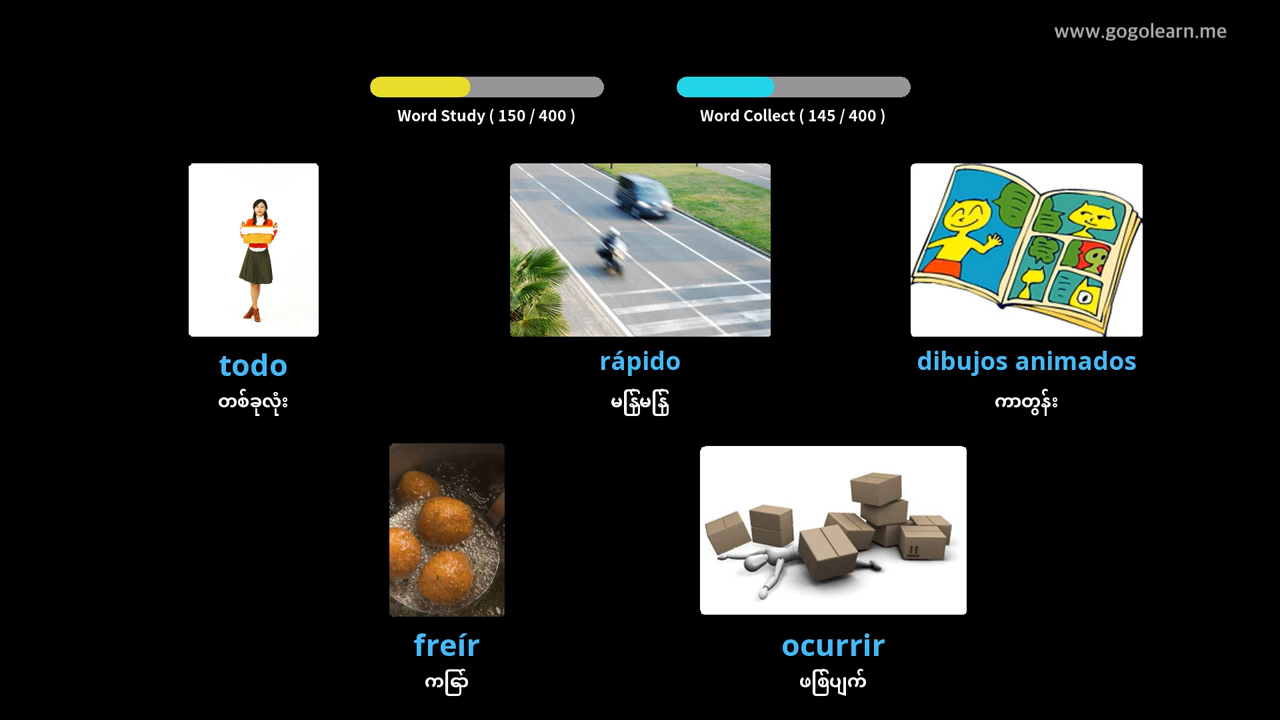 www.gogolearn.me
Word Study ( 150 / 400 )
Word Collect ( 145 / 400 )
todo
rápido
dibujos animados
တစ်ခုလုံး
မြန်မြန်
ကာတွန်း
freír
ocurrir
ကြော်
ဖြစ်ပျက်